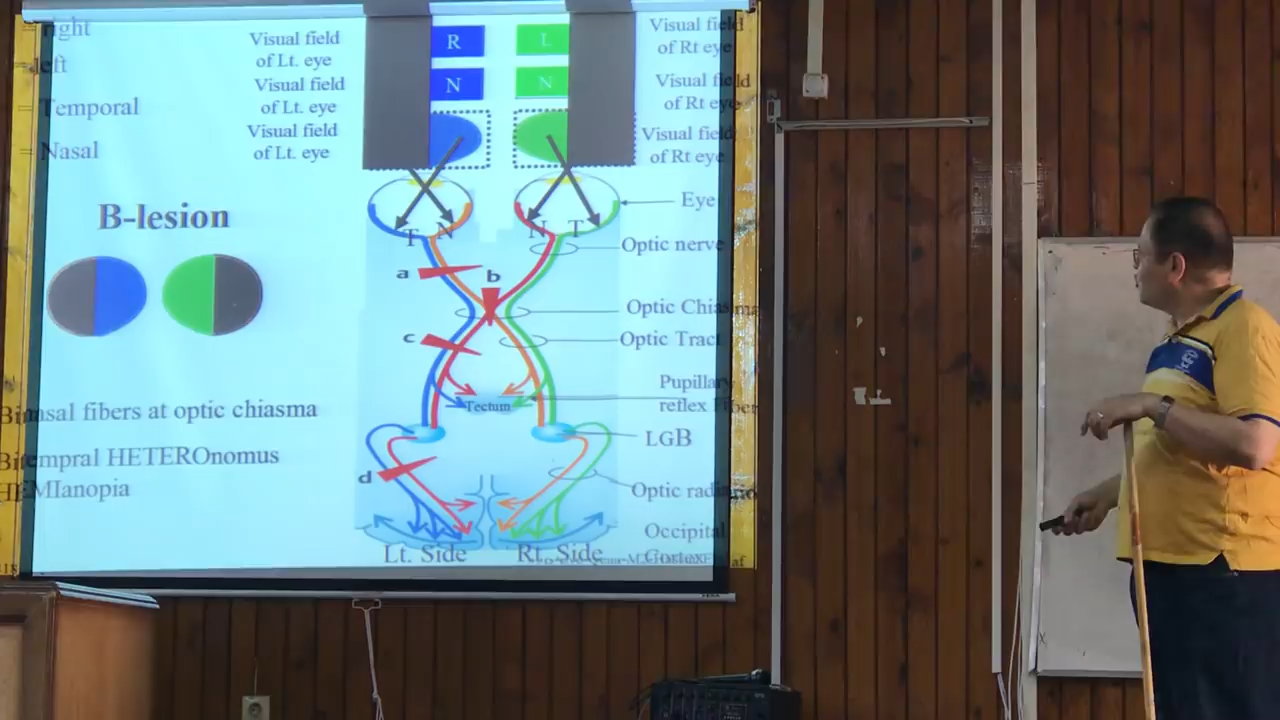 = right
= left
= Temporal
= Nasal
Visual field
of Lt. eye
Visual field
of Lt. eye
Visual field
of Lt. eye
R
L
N
N
Visual field
of Rt eye
Visual field
of Rt eye
Visual field
of Rt eye
B-lesion
T
N
N
T
Eye
Optic nerve
a
b
Optic Chiasma
c
Optic Tract
Pupillary
reflex Fiber
Tectum
LGB
d
Optic radiatio
Occipital
Cortex
Lt. Side
Rt. Side
Binasal fibers at optic chiasma
Bitempral HETEROnomus
HEMIanopia